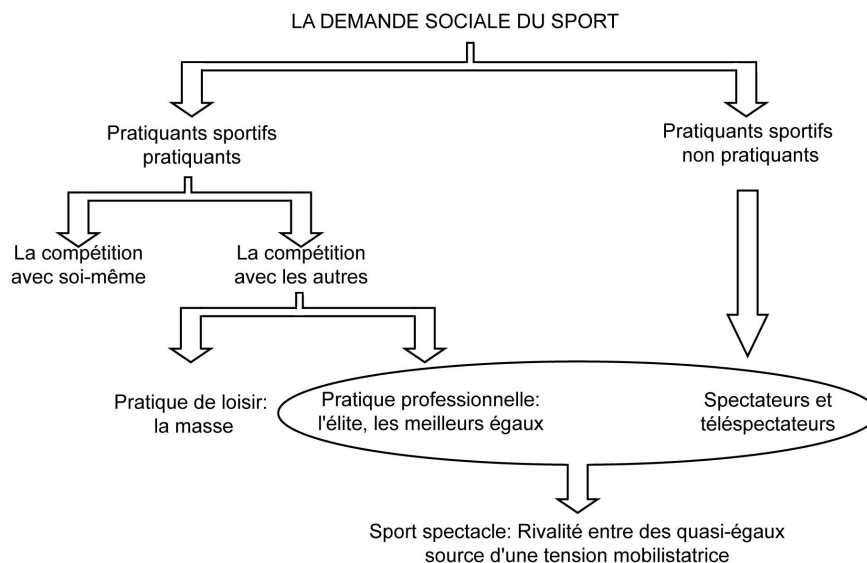 LA DEMANDE SOCIALE DU SPORT
Pratiquants sportifs
pratiquants
Pratiquants sportifs
non pratiquants
La compétition
avec soi-même
La compétition
avec les autres
Pratique de loisir:
la masse
Pratique professionnelle:
l'élite, les meilleurs égaux
Spectateurs et
téléspectateurs
Sport spectacle: Rivalité entre des quasi-égaux
source d'une tension mobilistatrice